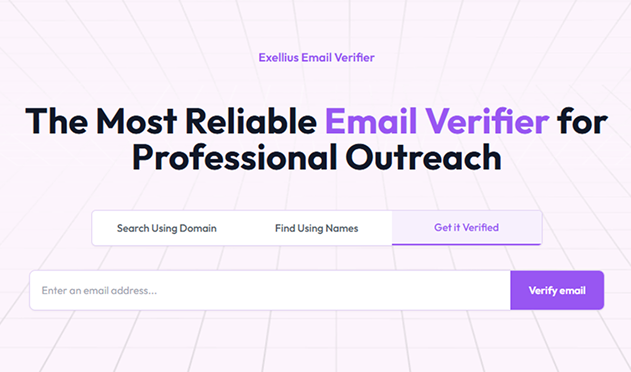 Exellius Email Verifier
The Most Reliable Email Verifier for
Professional Outreach
Search Using Domain
Find Using Names
Get it Verified
Enter an email address...
Verify email